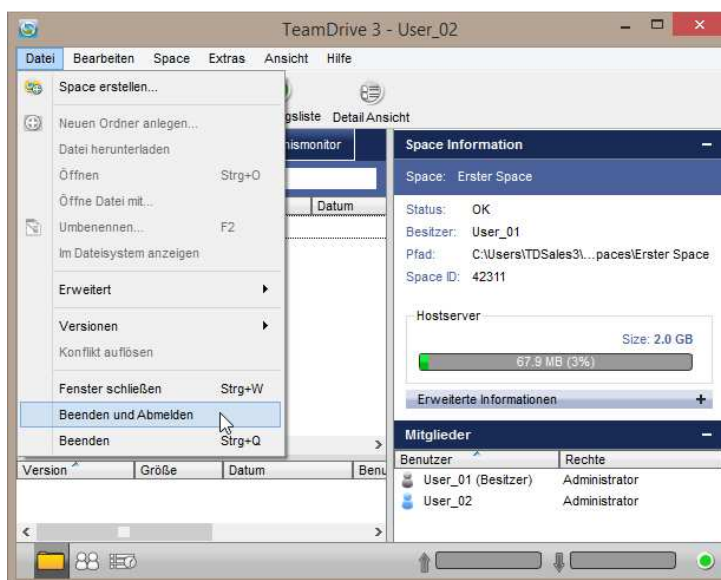 TeamDrive 3 - User_02
Datei Bearbeiten Space Extras Ansicht Hilfe
Space erstellen...
Neuen Ordner anlegen...
Datei herunterladen
Öffnen Strg+O
Öffne Datei mit...
Umbenennen... F2
Im Dateisystem anzeigen
Erweitert
Versionen
Konflikt auflösen
Fenster schließen Strg+W
Beenden und Abmelden
Beenden Strg+Q
gsliste Detail Ansicht
nismonitor
Datum
Space Information
Space: Erster Space
Status: OK
Besitzer: User_01
Pfad: C:\Users\TDSales3\...paces\Erster Space
Space ID: 42311
Hostserver
Size: 2.0 GB
67.9 MB (3%)
Erweiterte Informationen
Mitglieder
Benutzer Rechte
User_01 (Besitzer) Administrator
User_02 Administrator
Version Größe Datum Benu